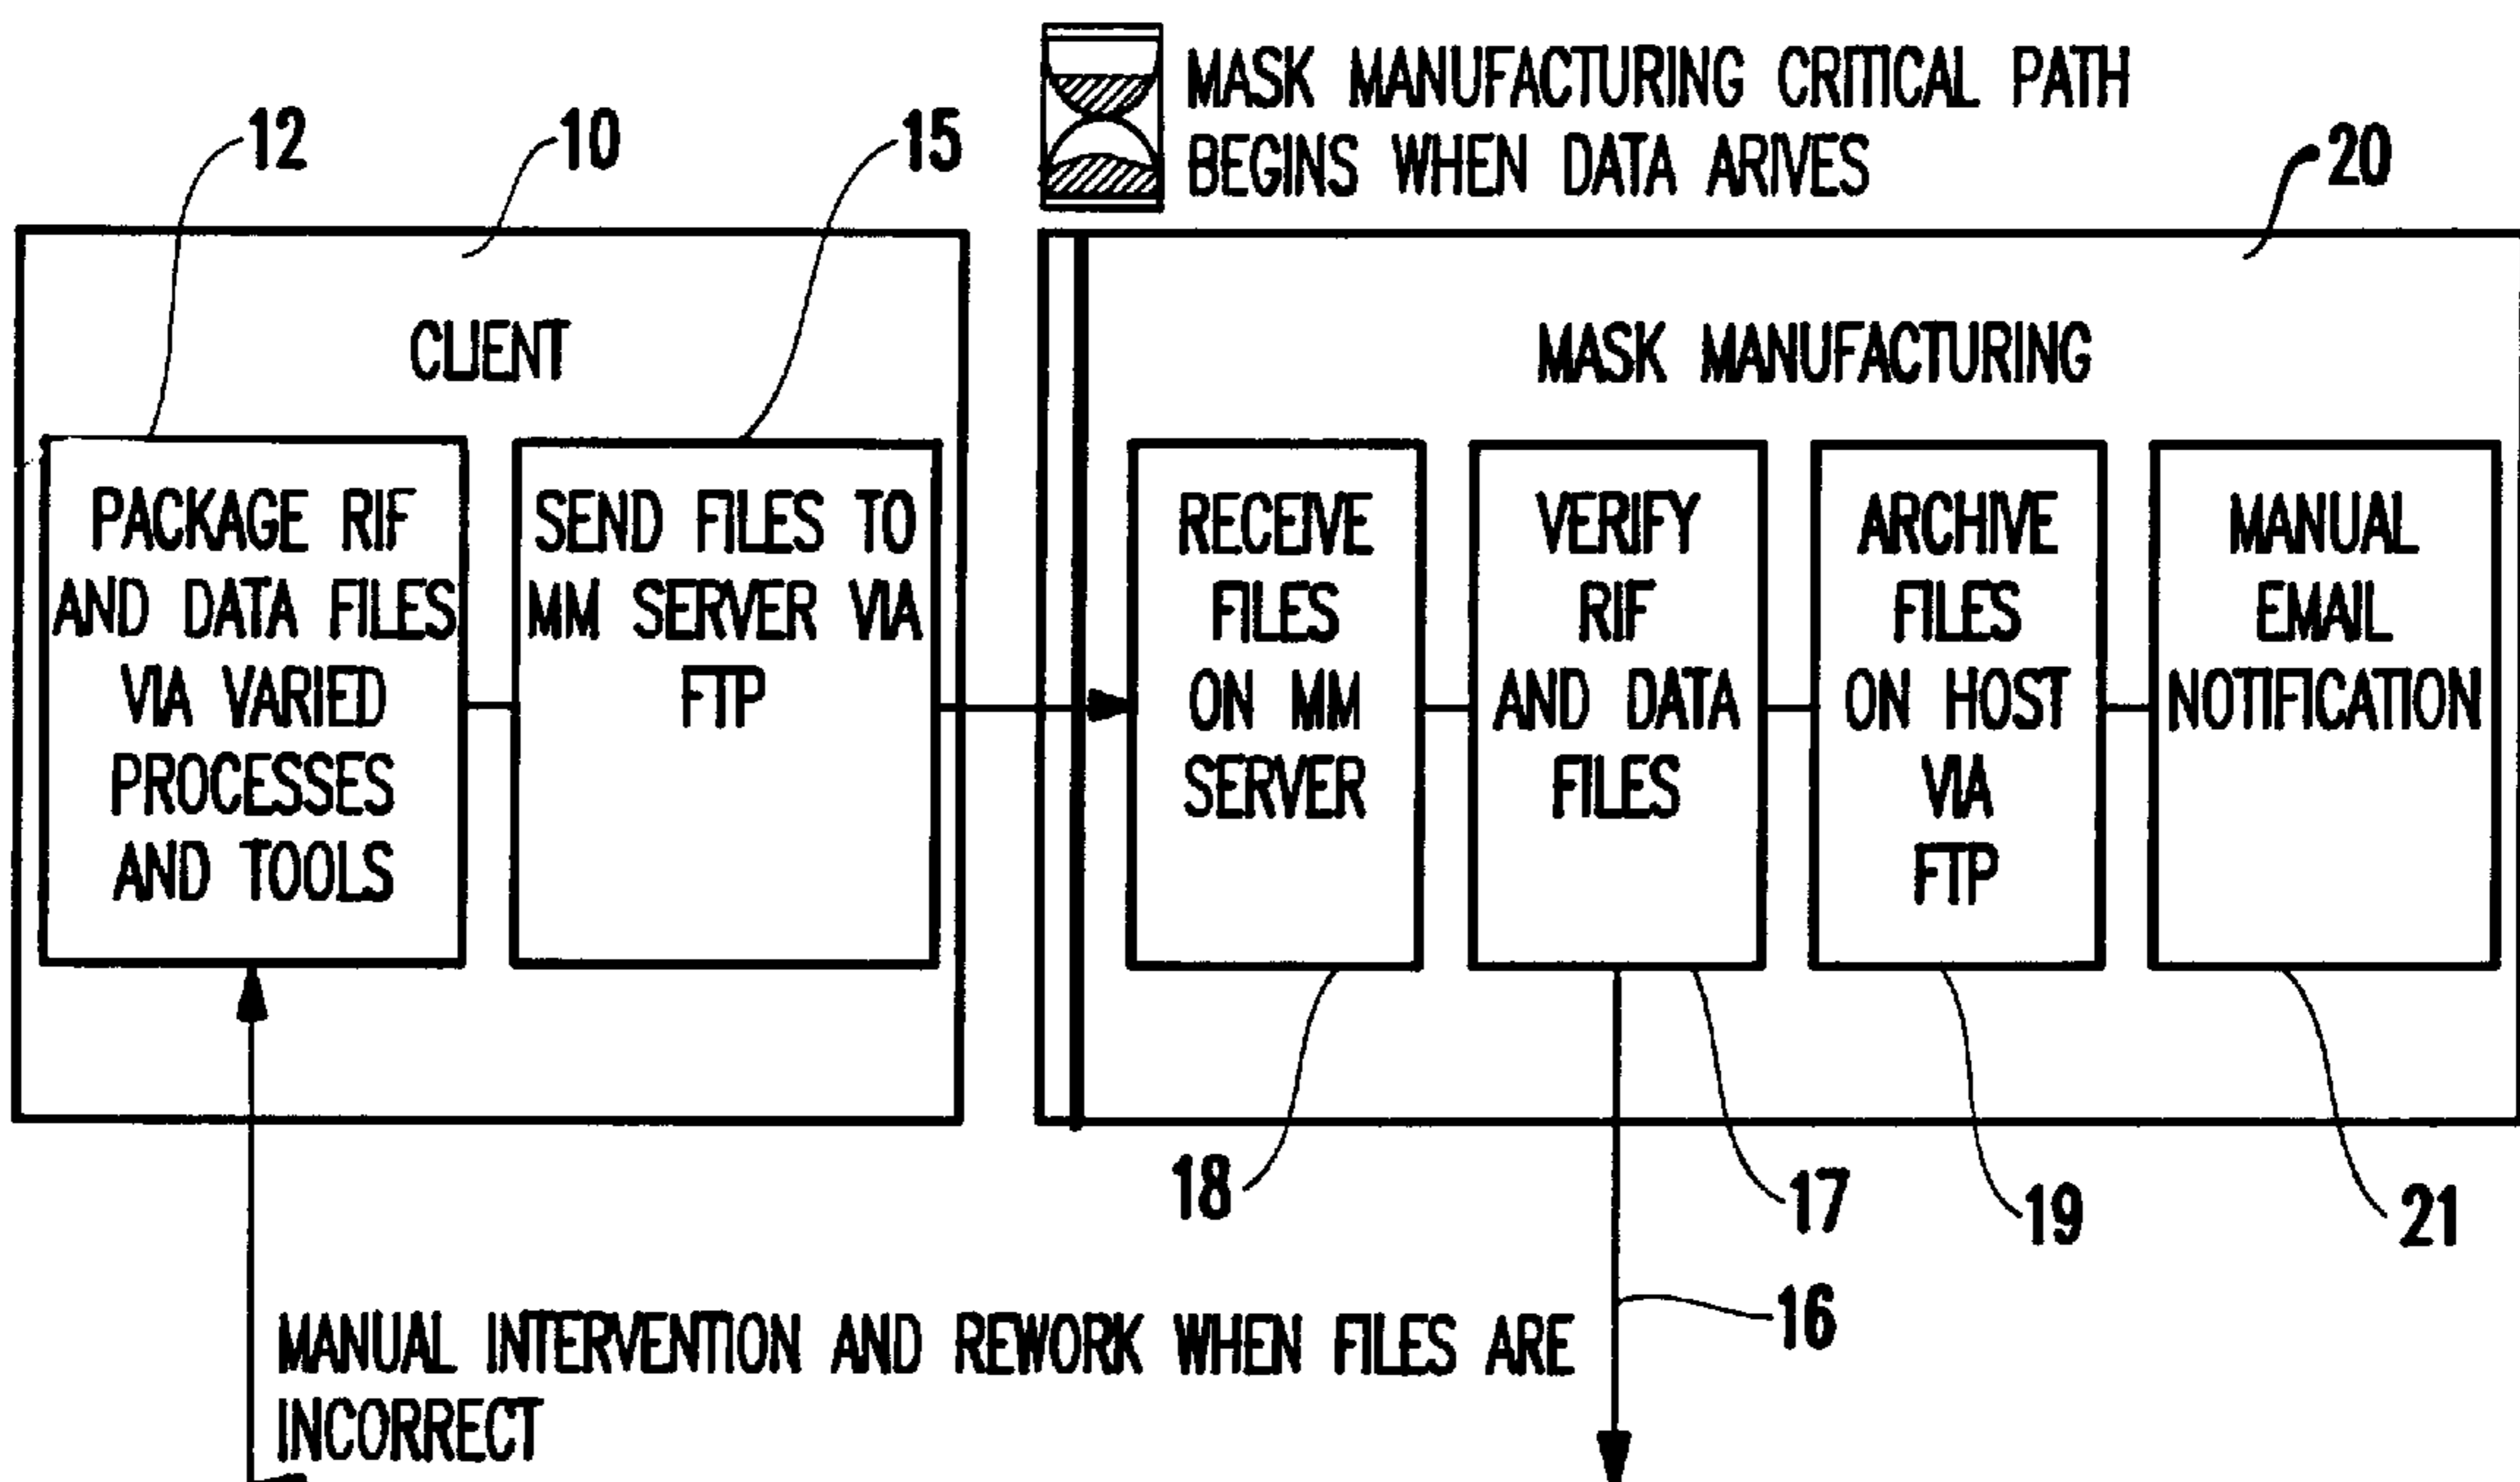 MASK MANUFACTURING CRITICAL PATH
BEGINS WHEN DATA ARIVES
12
10
15
20
CLIENT
MASK MANUFACTURING
PACKAGE RIF
AND DATA FILES
VIA VARIED
PROCESSES
AND TOOLS
SEND FILES TO
MM SERVER VIA
FTP
RECEIVE
FILES
ON MM
SERVER
VERIFY
RIF
AND DATA
FILES
ARCHIVE
FILES
ON HOST
VIA
FTP
MANUAL
EMAIL
NOTIFICATION
18
17
19
21
16
MANUAL INTERVENTION AND REWORK WHEN FILES ARE
INCORRECT